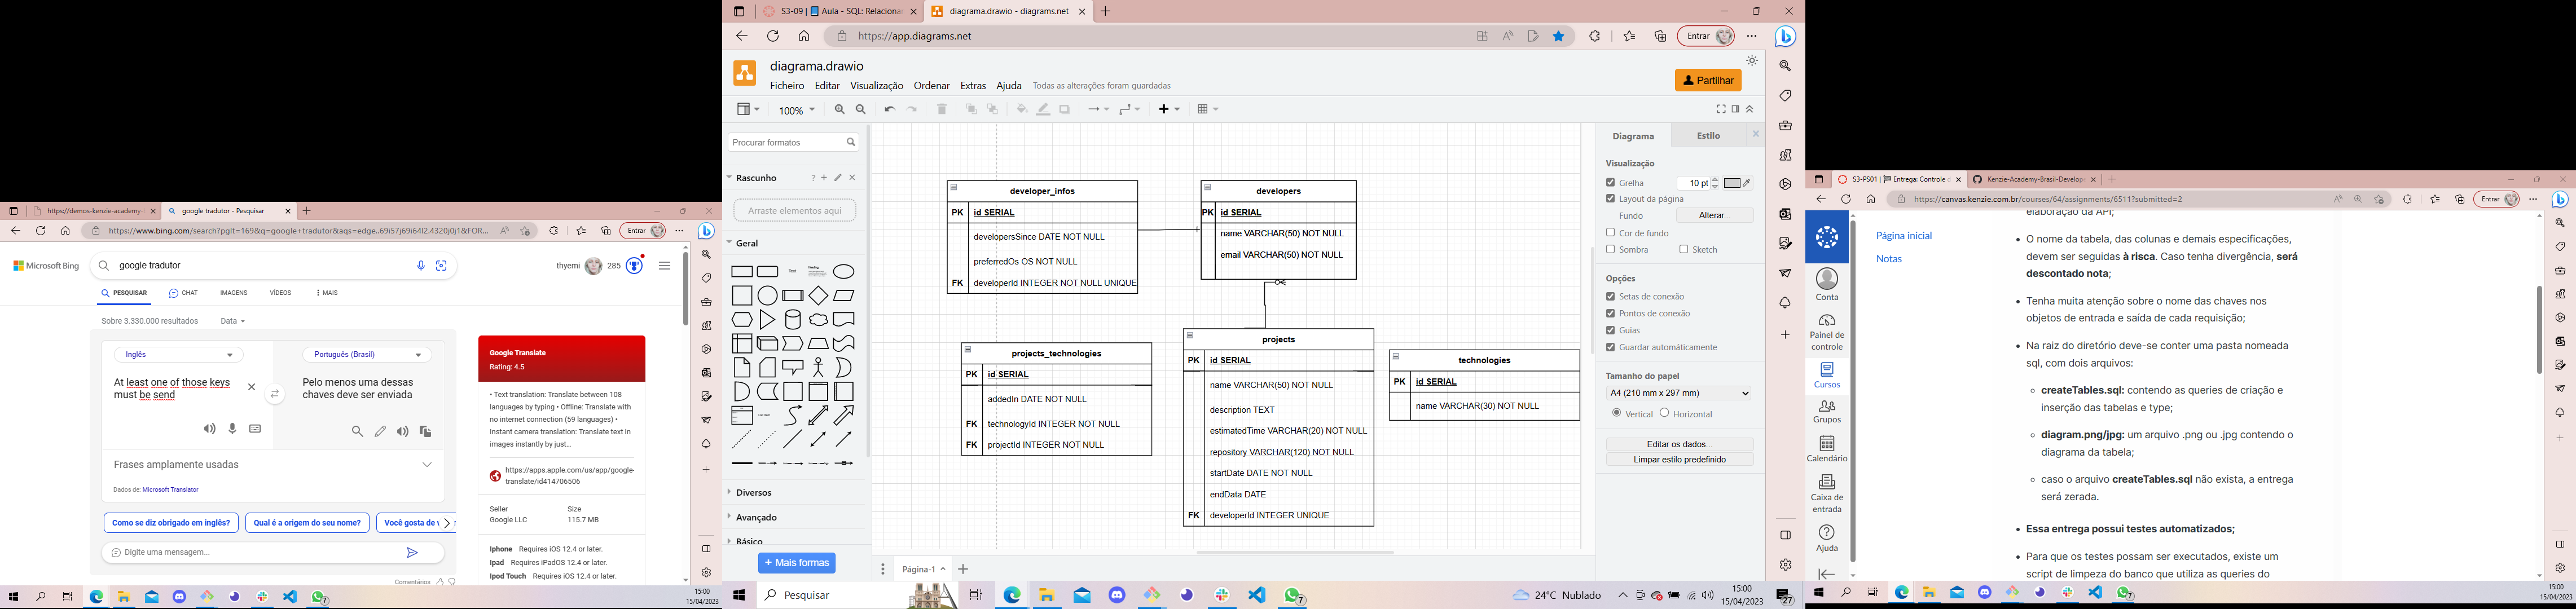 https://demos-kenzie-academy-
google tradutor - Pesquisar
https://www.bing.com/search?pglt=169&q=google+tradutor&aqs=edge..69i57j69i64l2.4320j0j1&FOR...
Entrar
Microsoft Bing
google tradutor
thyemi
285
PESQUISAR
CHAT
IMAGENS
VÍDEOS
MAIS
Sobre 3.330.000 resultados
Data
Inglês
Português (Brasil)
At least one of those keys
must be send
Pelo menos uma dessas
chaves deve ser enviada
Frases amplamente usadas
Dados de: Microsoft Translator
Como se diz obrigado em inglês?
Qual é a origem do seu nome?
Você gosta de
Digite uma mensagem...
Comentários
Google Translate
Rating: 4.5
• Text translation: Translate between 108
languages by typing • Offline: Translate with
no internet connection (59 languages) •
Instant camera translation: Translate text in
images instantly by just...
https://apps.apple.com/us/app/google-
translate/id414706506
Seller
Size
Google LLC
115.7 MB
Iphone Requires iOS 12.4 or later.
Ipad Requires iPadOS 12.4 or later.
Ipod Touch Requires iOS 12.4 or later.
7
15:00
15/04/2023
S3-09 | Aula - SQL: Relaciona
diagrama.drawio - diagrams.net
https://app.diagrams.net
Entrar
diagrama.drawio
Ficheiro
Editar
Visualização
Ordenar
Extras
Ajuda
Todas as alterações foram guardadas
Partilhar
100%
Procurar formatos
Rascunho
Arraste elementos aqui
Geral
Text
Heading
Diversos
Avançado
Básico
+ Mais formas
developer_infos
PK
id SERIAL
developersSince DATE NOT NULL
preferredOs OS NOT NULL
FK
developerId INTEGER NOT NULL UNIQUE
developers
PK
id SERIAL
name VARCHAR(50) NOT NULL
email VARCHAR(50) NOT NULL
projects_technologies
PK
id SERIAL
addedIn DATE NOT NULL
FK
technologyId INTEGER NOT NULL
FK
projectId INTEGER NOT NULL
projects
PK
id SERIAL
name VARCHAR(50) NOT NULL
description TEXT
estimatedTime VARCHAR(20) NOT NULL
repository VARCHAR(120) NOT NULL
startDate DATE NOT NULL
endData DATE
FK
developerId INTEGER UNIQUE
technologies
PK
id SERIAL
name VARCHAR(30) NOT NULL
Página-1
Diagrama
Estilo
Visualização
Grelha
10 pt
Layout da página
Fundo
Alterar...
Cor de fundo
Sombra
Sketch
Opções
Setas de conexão
Pontos de conexão
Guias
Guardar automáticamente
Tamanho do papel
A4 (210 mm x 297 mm)
Vertical
Horizontal
Editar os dados...
Limpar estilo predefinido
Pesquisar
7
24°C Nublado
15:00
15/04/2023
27
S3-PS01 | Entrega: Controle d
Kenzie-Academy-Brasil-Develop
https://canvas.kenzie.com.br/courses/64/assignments/6511?submitted=2
Entrar
Conta
Painel de
controle
Cursos
Grupos
Calendário
Caixa de
entrada
Ajuda
Página inicial
Notas
elaboração da API;
• O nome da tabela, das colunas e demais especificações,
devem ser seguidas à risca. Caso tenha divergência, será
descontado nota;
• Tenha muita atenção sobre o nome das chaves nos
objetos de entrada e saída de cada requisição;
• Na raiz do diretório deve-se conter uma pasta nomeada
sql, com dois arquivos:
createTables.sql: contendo as queries de criação e
inserção das tabelas e type;
diagram.png/jpg: um arquivo .png ou .jpg contendo o
diagrama da tabela;
caso o arquivo createTables.sql não exista, a entrega
será zerada.
• Essa entrega possui testes automatizados;
• Para que os testes possam ser executados, existe um
script de limpeza do banco que utiliza as queries do
7
15:00
15/04/2023